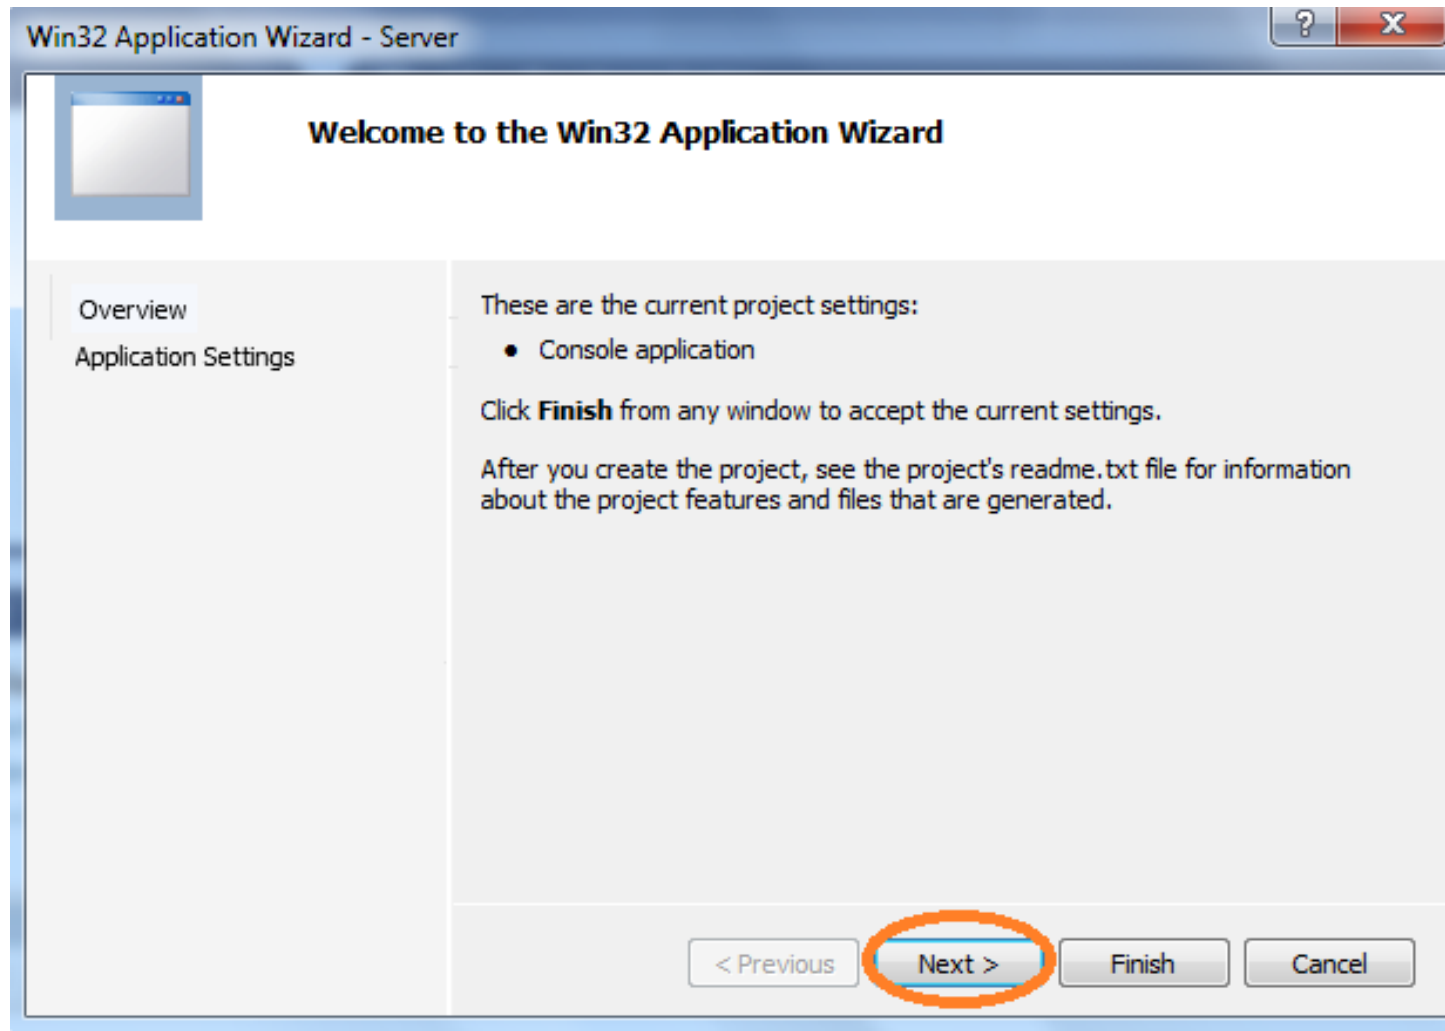 Win32 Application Wizard - Server
? X
Welcome to the Win32 Application Wizard
Overview
Application Settings
These are the current project settings:
• Console application
Click Finish from any window to accept the current settings.
After you create the project, see the project's readme.txt file for information
about the project features and files that are generated.
< Previous Next > Finish Cancel